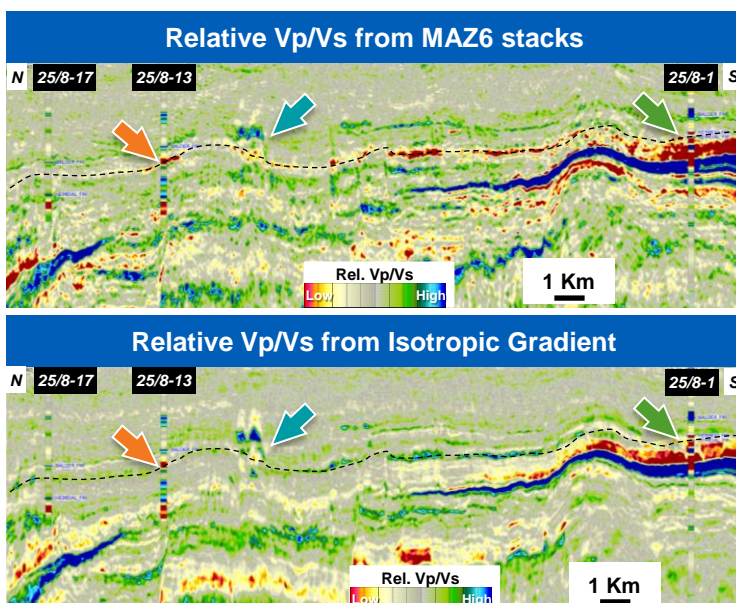 Relative Vp/Vs from MAZ6 stacks
N 25/8-17 25/8-13 25/8-1 S
BALDER_FM
Rel. Vp/Vs
Low High
1 Km
Relative Vp/Vs from Isotropic Gradient
N 25/8-17 25/8-13 25/8-1 S
BALDER_FM
Rel. Vp/Vs
Low High
1 Km